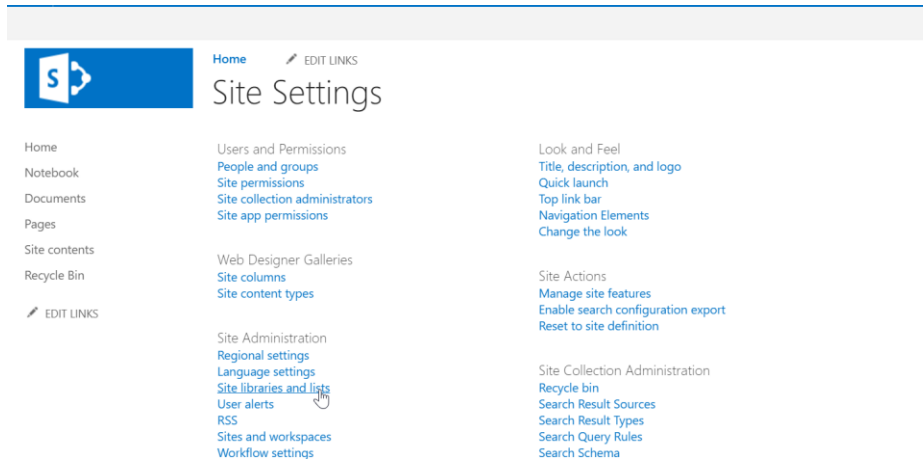 S
Home
EDIT LINKS
Site Settings
Home
Notebook
Documents
Pages
Site contents
Recycle Bin
EDIT LINKS
Users and Permissions
People and groups
Site permissions
Site collection administrators
Site app permissions
Web Designer Galleries
Site columns
Site content types
Site Administration
Regional settings
Language settings
Site libraries and lists
User alerts
RSS
Sites and workspaces
Workflow settings
Look and Feel
Title, description, and logo
Quick launch
Top link bar
Navigation Elements
Change the look
Site Actions
Manage site features
Enable search configuration export
Reset to site definition
Site Collection Administration
Recycle bin
Search Result Sources
Search Result Types
Search Query Rules
Search Schema